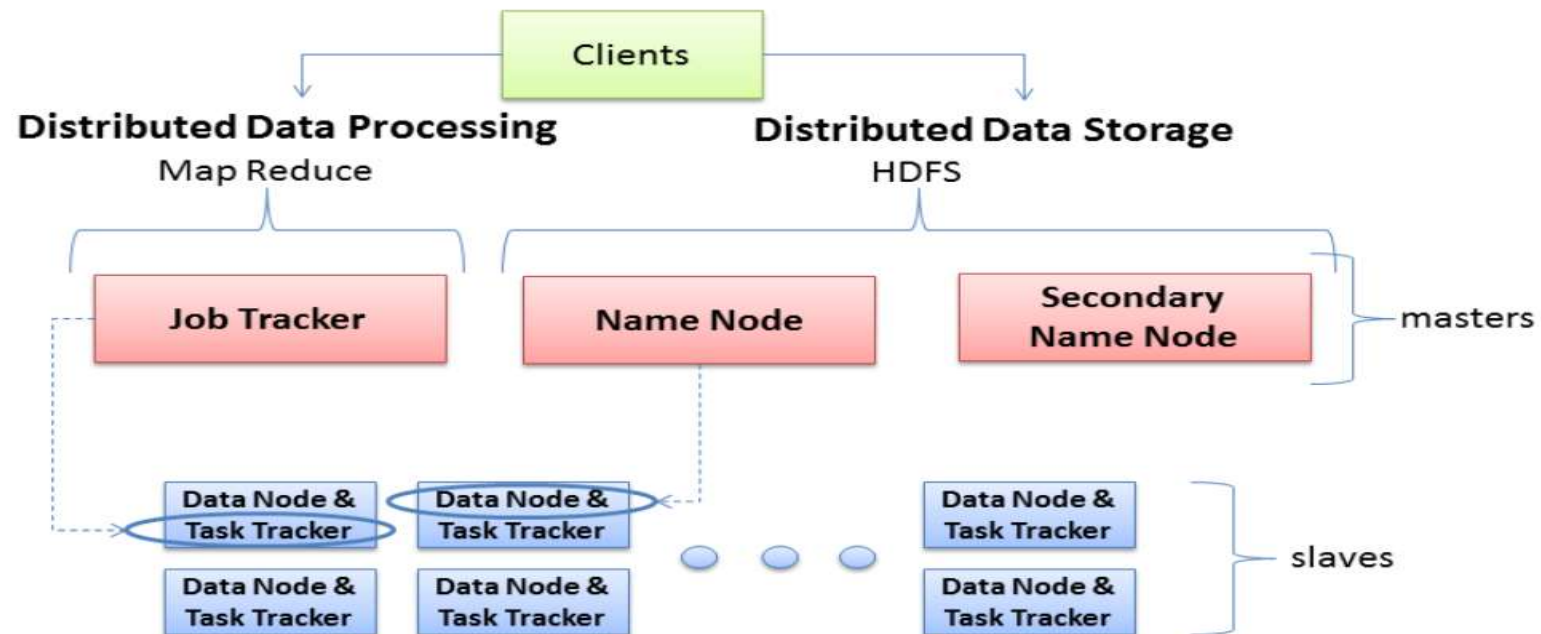 Clients
Distributed Data Processing
Map Reduce
Distributed Data Storage
HDFS
Job Tracker
Name Node
Secondary
Name Node
masters
Data Node &
Task Tracker
Data Node &
Task Tracker
Data Node &
Task Tracker
slaves
Data Node &
Task Tracker
Data Node &
Task Tracker
Data Node &
Task Tracker